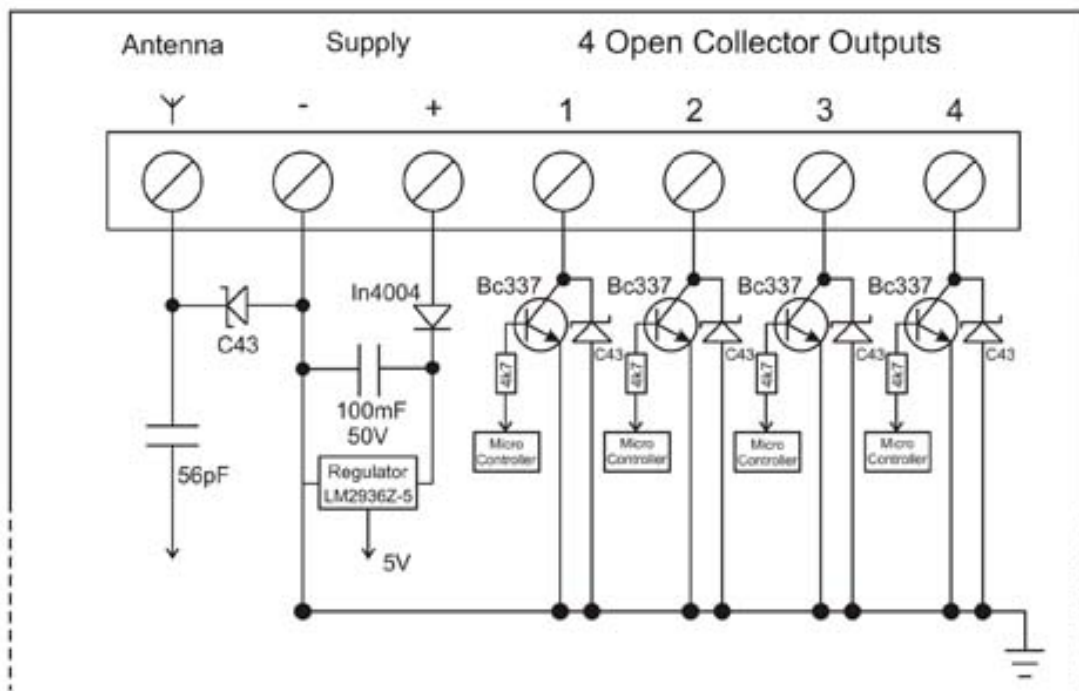 Antenna
Supply
4 Open Collector Outputs
-
+
1
2
3
4
In4004
Bc337
Bc337
Bc337
Bc337
C43
C43
C43
C43
C43
4k7
4k7
4k7
4k7
100mF
50V
Micro
Controller
Micro
Controller
Micro
Controller
Micro
Controller
56pF
Regulator
LM2936Z-5
5V